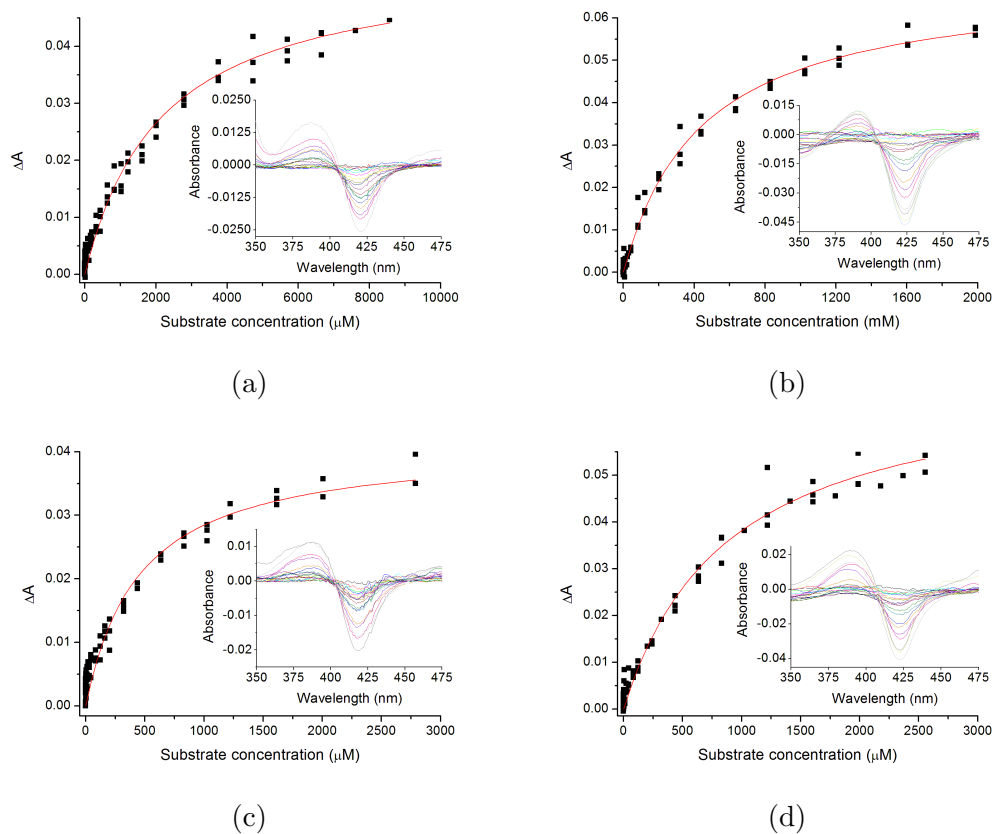 0.04
0.03
0.02
0.01
0.00
ΔA
0 2000 4000 6000 8000 10000
Substrate concentration (μM)
0.0250
0.0125
0.0000
-0.0125
-0.0250
Absorbance
350 375 400 425 450 475
Wavelength (nm)
(a)
0.06
0.05
0.04
0.03
0.02
0.01
0.00
ΔA
0 400 800 1200 1600 2000
Substrate concentration (mM)
0.015
0.000
-0.015
-0.030
-0.045
Absorbance
350 375 400 425 450 475
Wavelength (nm)
(b)
0.04
0.03
0.02
0.01
0.00
ΔA
0 500 1000 1500 2000 2500 3000
Substrate concentration (μM)
0.01
0.00
-0.01
-0.02
Absorbance
350 375 400 425 450 475
Wavelength (nm)
(c)
0.05
0.04
0.03
0.02
0.01
0.00
ΔA
0 500 1000 1500 2000 2500 3000
Substrate concentration (μM)
0.02
0.00
-0.02
-0.04
Absorbance
350 375 400 425 450 475
Wavelength (nm)
(d)